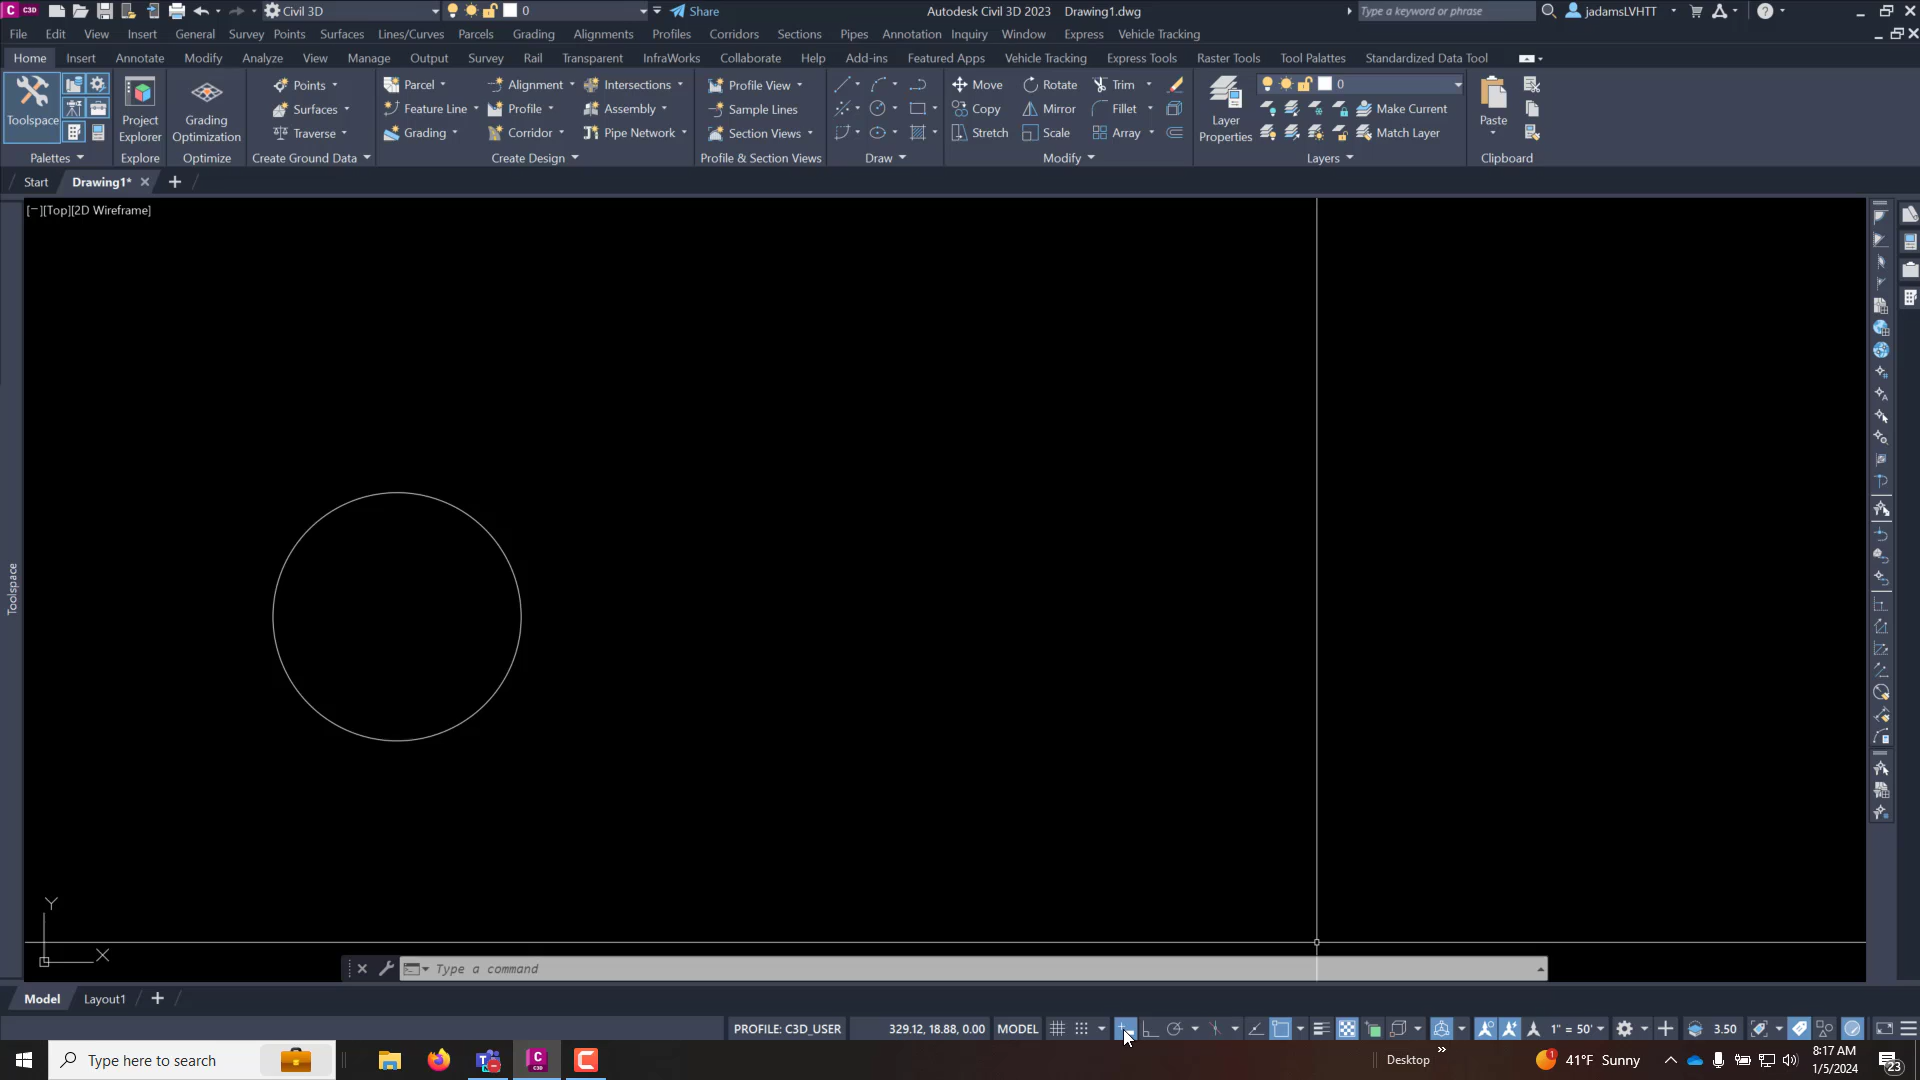 C C3D Civil 3D 0 Share Autodesk Civil 3D 2023 Drawing1.dwg Type a keyword or phrase jadamsLVHTT
File Edit View Insert General Survey Points Surfaces Lines/Curves Parcels Grading Alignments Profiles Corridors Sections Pipes Annotation Inquiry Window Express Vehicle Tracking
Home Insert Annotate Modify Analyze View Manage Output Survey Rail Transparent InfraWorks Collaborate Help Add-ins Featured Apps Vehicle Tracking Express Tools Raster Tools Tool Palettes Standardized Data Tool
Points Parcel Alignment Intersections Profile View Move Rotate Trim 0
Toolspace Project Explorer Grading Optimization Surfaces Feature Line Profile Assembly Sample Lines Copy Mirror Fillet Layer Properties Make Current Paste
Traverse Grading Corridor Pipe Network Section Views Stretch Scale Array Match Layer
Palettes Explore Optimize Create Ground Data Create Design Profile & Section Views Draw Modify Layers Clipboard
Start Drawing1*
[−][Top][2D Wireframe]
Toolspace
Y
X
Type a command
Model Layout1
PROFILE: C3D_USER 329.12, 18.88, 0.00 MODEL 1" = 50' 3.50
Type here to search C C3D Desktop 1 41°F Sunny 8:17 AM
1/5/2024 23